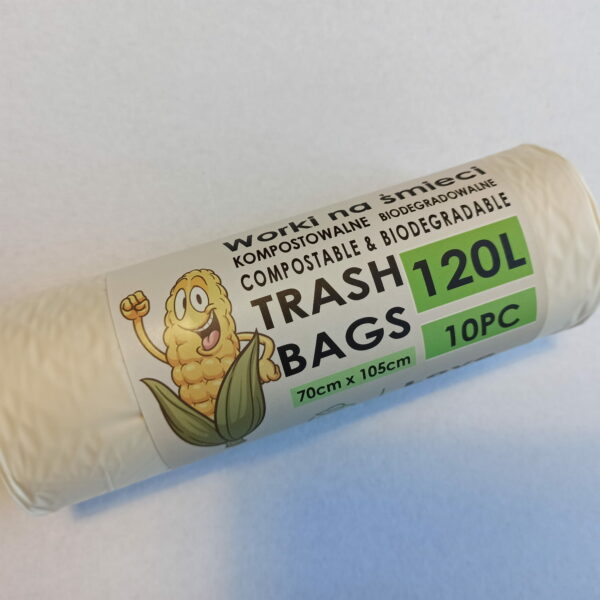 Worki na śmieci
KOMPOSTOWALNE BIODEGRADOWALNE
COMPOSTABLE & BIODEGRADABLE
TRASH
BAGS
120L
10PC
70cm x 105cm